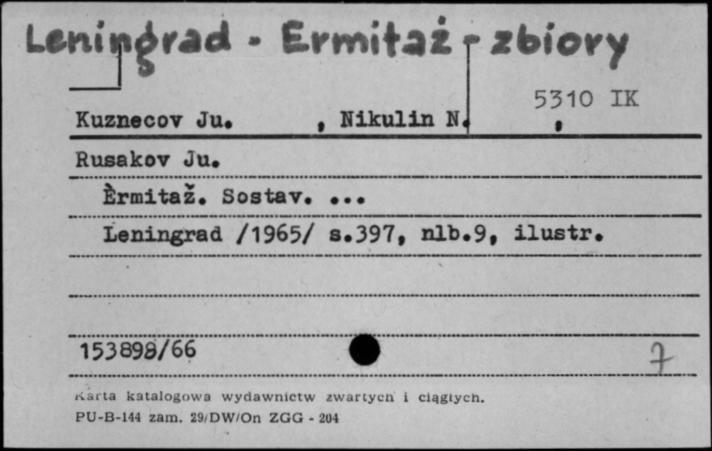 Leningrad - Ermitaż - zbiory
5310 IK
Kuznecov Ju. , Nikulin N. ,
Rusakov Ju.
Èrmitaž. Sostav. ...
Leningrad /1965/ s.397, nlb.9, ilustr.
153898/66 7
Karta katalogowa wydawnictw zwartych i ciągłych.
PU-B-144 zam. 29/DW/On ZGG - 204